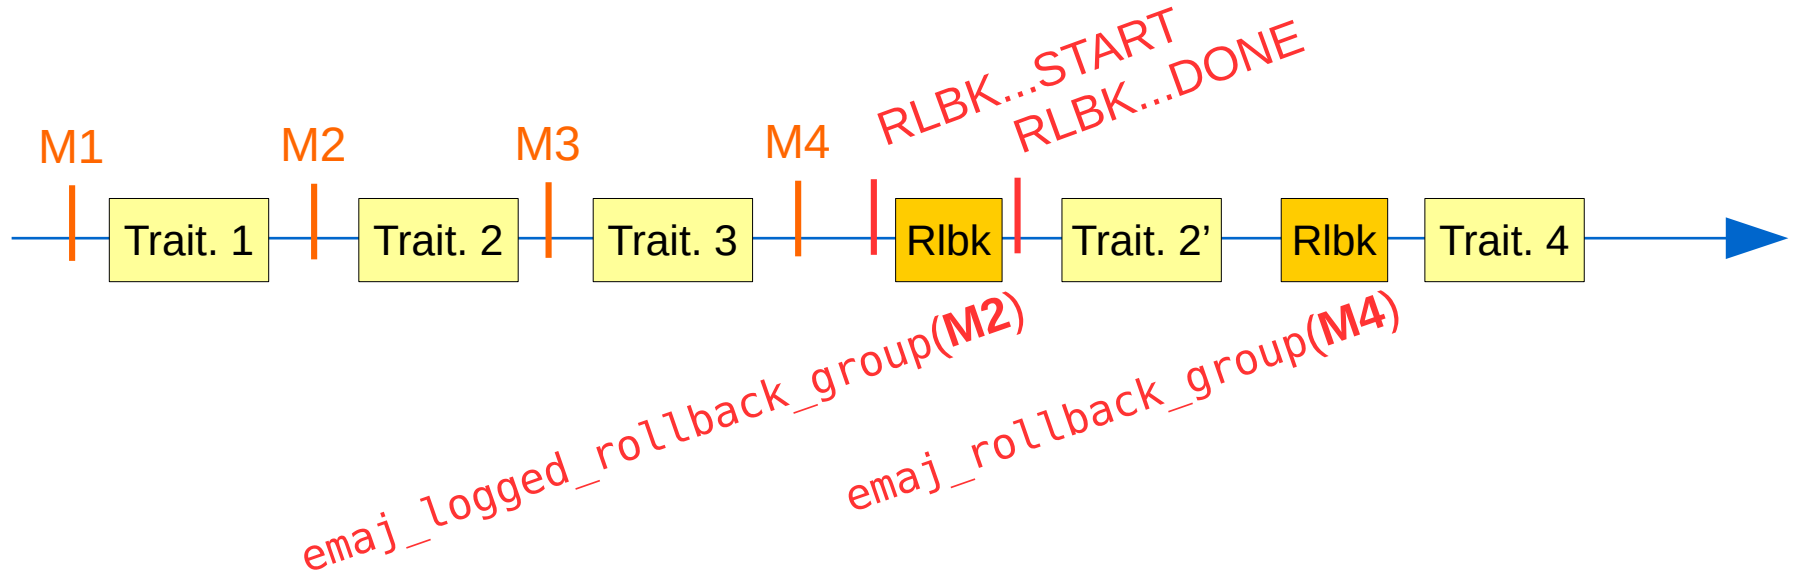 RLBK...START
RLBK...DONE
M1
M2
M3
M4
Trait. 1
Trait. 2
Trait. 3
Rlbk
Trait. 2’
Rlbk
Trait. 4
emaj_logged_rollback_group(M2)
emaj_rollback_group(M4)